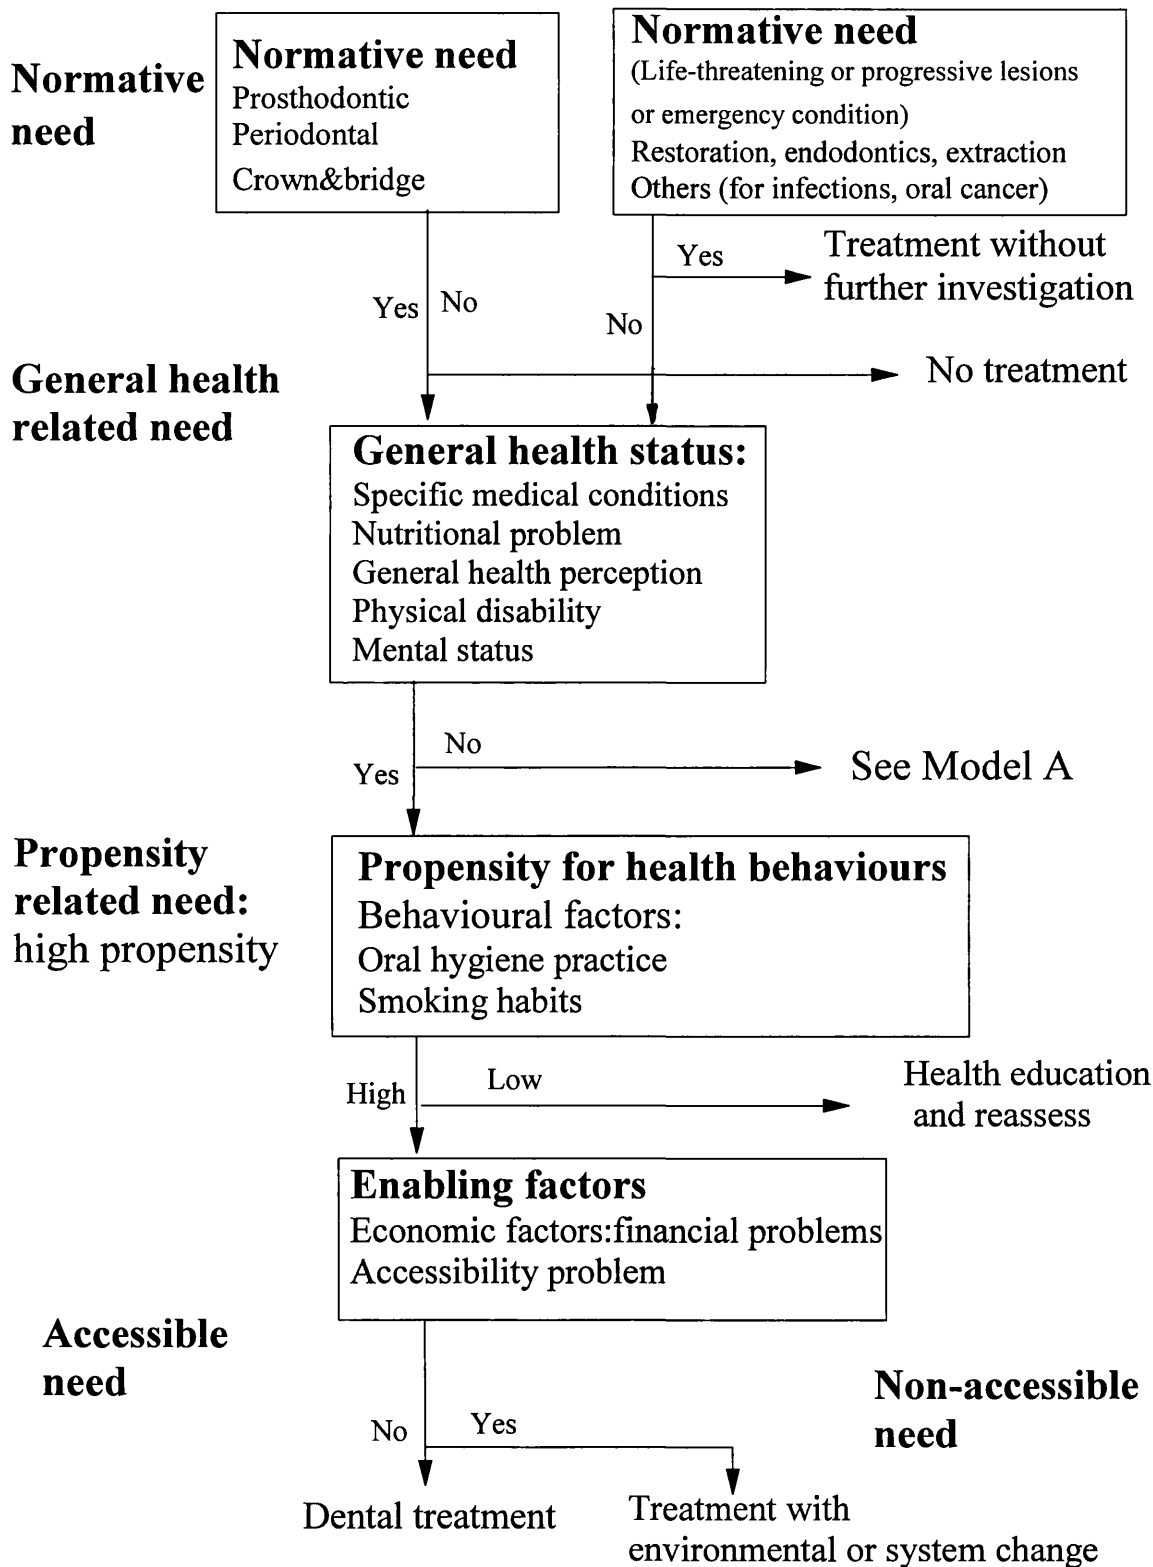 Normative
need
Normative need
Prosthodontic
Periodontal
Crown&bridge
Normative need
(Life-threatening or progressive lesions
or emergency condition)
Restoration, endodontics, extraction
Others (for infections, oral cancer)
Yes
Treatment without
further investigation
Yes
No
No
General health
related need
No treatment
General health status:
Specific medical conditions
Nutritional problem
General health perception
Physical disability
Mental status
No
Yes
See Model A
Propensity
related need:
high propensity
Propensity for health behaviours
Behavioural factors:
Oral hygiene practice
Smoking habits
High
Low
Health education
and reassess
Enabling factors
Economic factors:financial problems
Accessibility problem
Accessible
need
Non-accessible
need
No
Yes
Dental treatment
Treatment with
environmental or system change